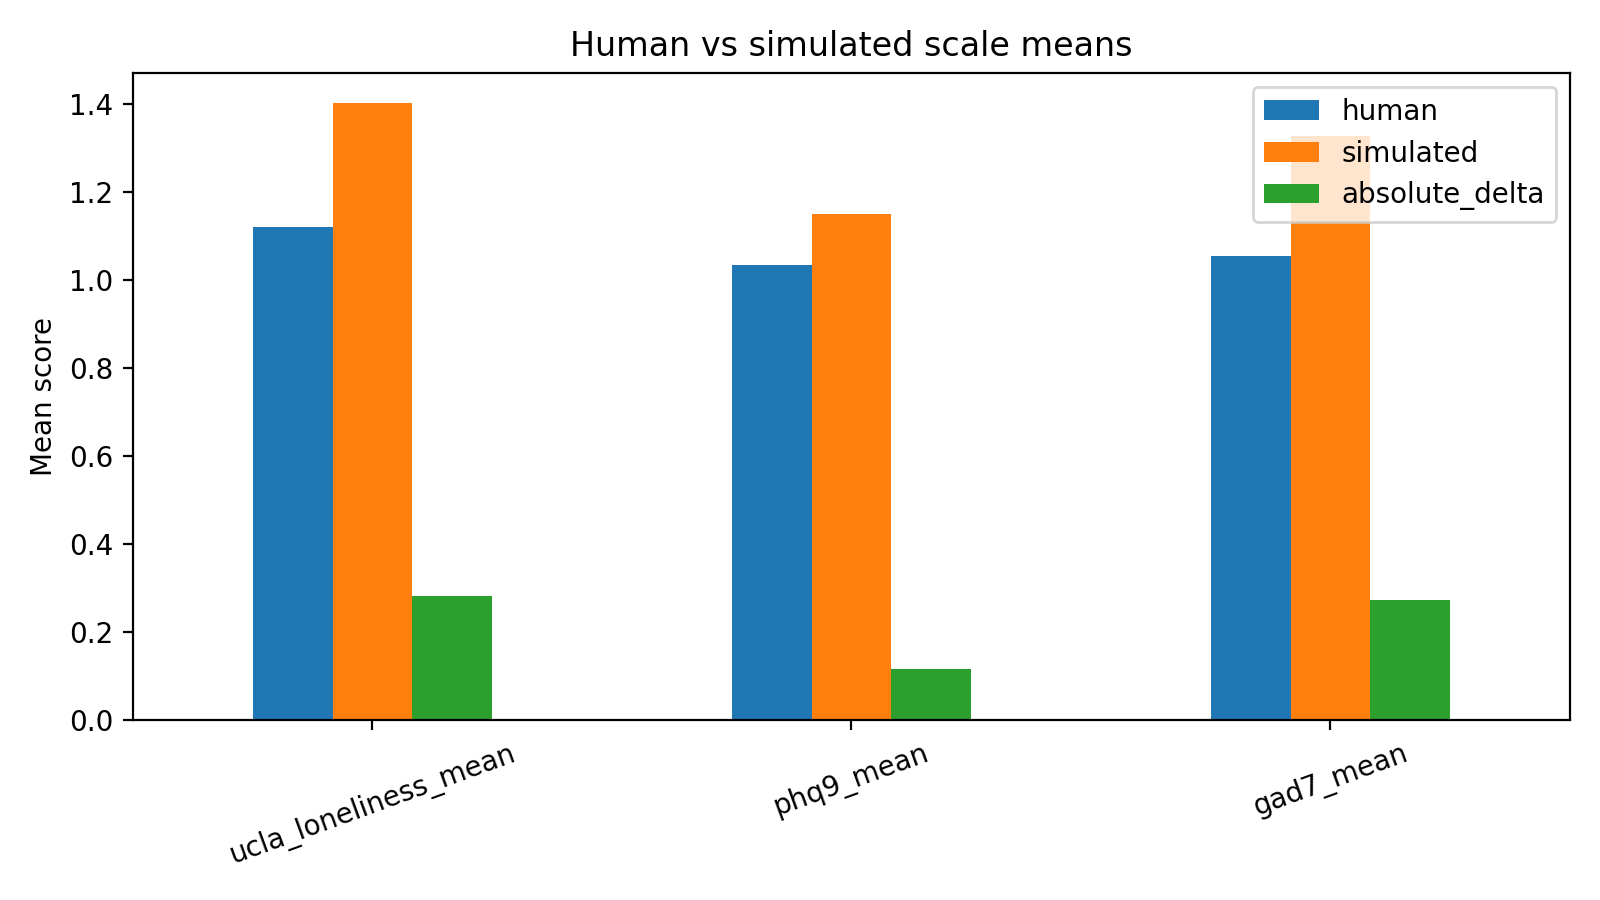 Human vs simulated scale means
human
simulated
absolute_delta
Mean score
1.4
1.2
1.0
0.8
0.6
0.4
0.2
0.0
ucla_loneliness_mean
phq9_mean
gad7_mean